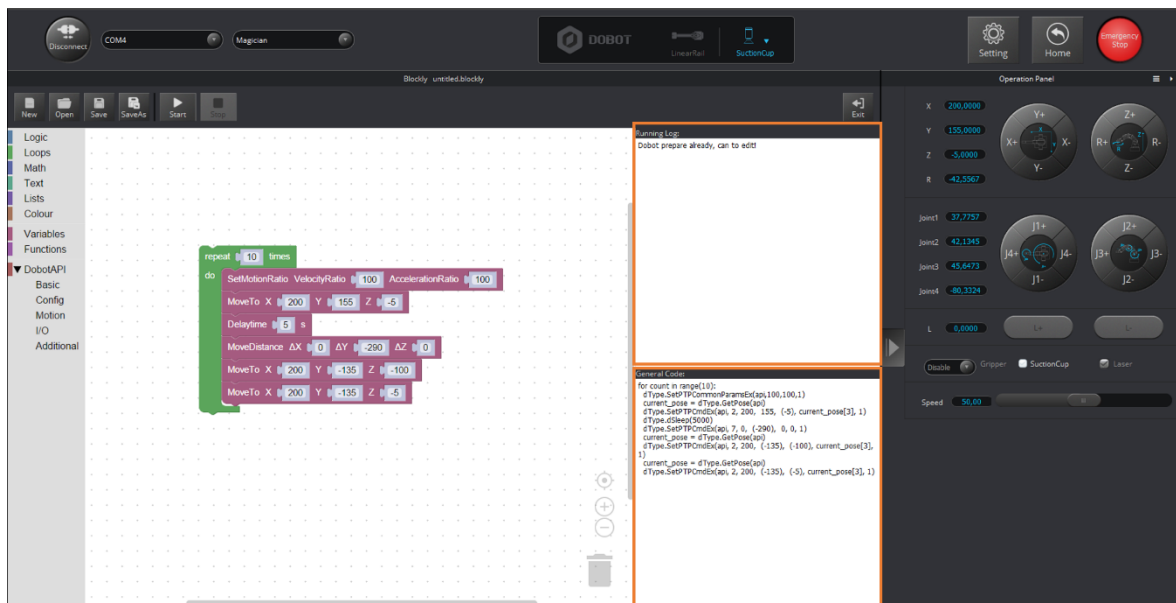 Disconnect
COM4
Magician
DOBOT
LinearRail
SuctionCup
Setting
Home
Emergency
Stop
Blockly untitled.blockly
Operation Panel
New
Open
Save
SaveAs
Start
Stop
Exit
Logic
Loops
Math
Text
Lists
Colour
Variables
Functions
DobotAPI
Basic
Config
Motion
I/O
Additional
repeat 10 times
do
SetMotionRatio VelocityRatio 100 AccelerationRatio 100
MoveTo X 200 Y 155 Z -5
Delaytime 5 s
MoveDistance ΔX 0 ΔY -290 ΔZ 0
MoveTo X 200 Y -135 Z -100
MoveTo X 200 Y -135 Z -5
Running Log:
Dobot prepare already, can to edit!
General Code:
for count in range(10):
dType.SetPTPCommonParamsEx(api,100,100,1)
current_pose = dType.GetPose(api)
dType.SetPTPCmdEx(api, 2, 200, 155, (-5), current_pose[3], 1)
dType.dSleep(5000)
dType.SetPTPCmdEx(api, 7, 0, (-290), 0, 0, 1)
current_pose = dType.GetPose(api)
dType.SetPTPCmdEx(api, 2, 200, (-135), (-100), current_pose[3],
1)
current_pose = dType.GetPose(api)
dType.SetPTPCmdEx(api, 2, 200, (-135), (-5), current_pose[3], 1)
X 200,0000
Y 155,0000
Z -5,0000
R -42,5567
Y+
X+
X-
Y-
Z+
R+
R-
Z-
Joint1 37,7757
Joint2 42,1345
Joint3 45,6473
Joint4 -80,3324
J1+
J4+
J4-
J1-
J2+
J3+
J3-
J2-
L 0,0000
L+
L-
Disable
Gripper
SuctionCup
Laser
Speed 50,00